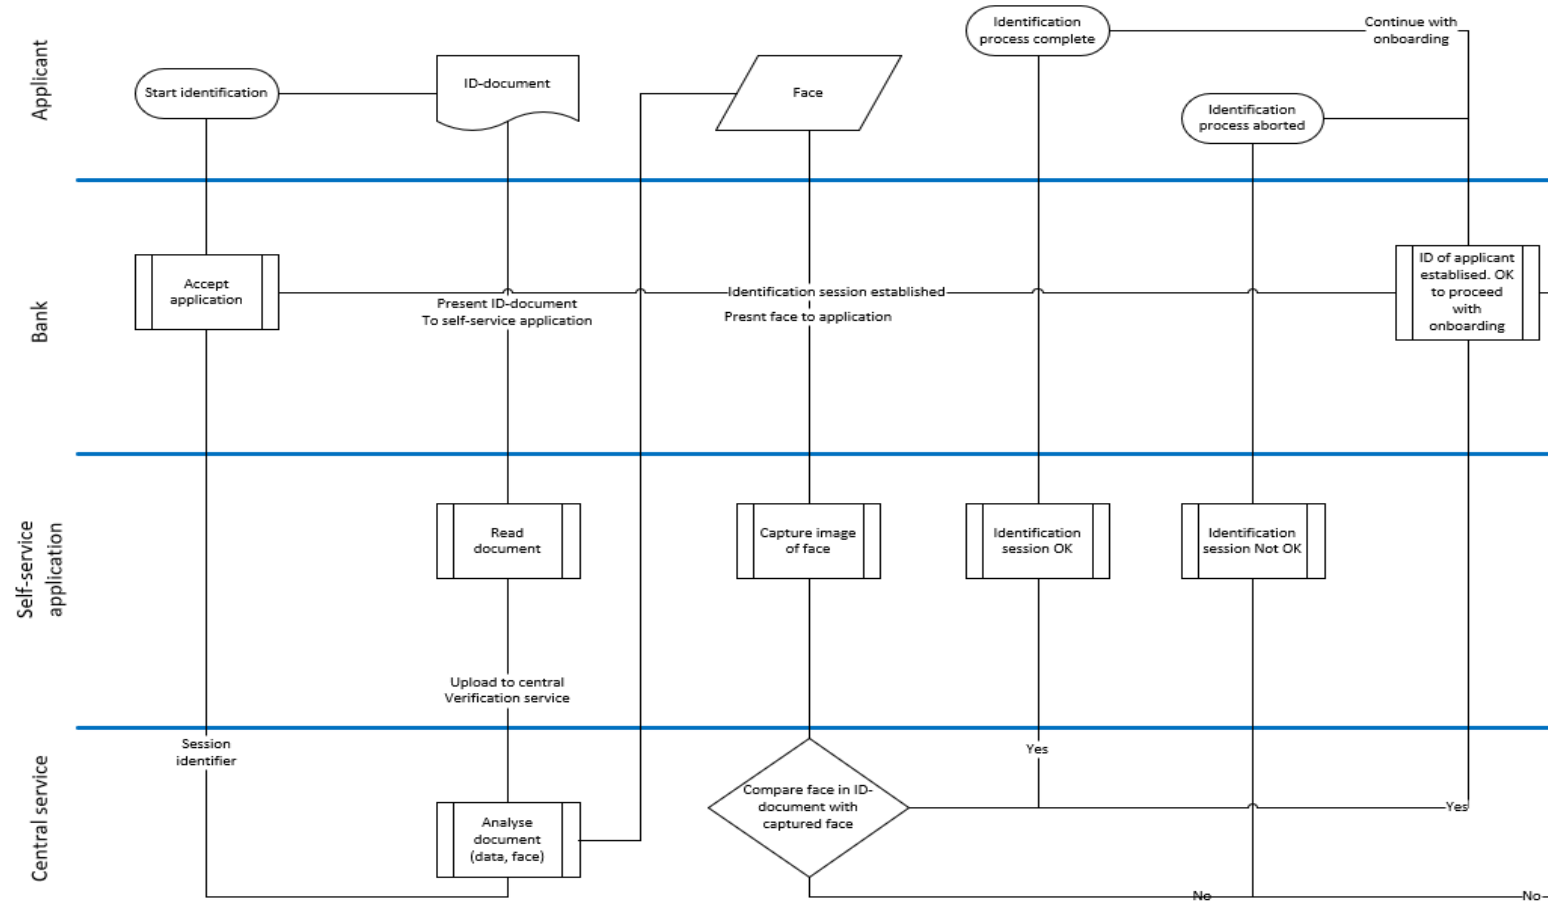 Applicant
Start identification
ID-document
Face
Identification
process complete
Continue with
onboarding
Identification
process aborted
Bank
Accept
application
Present ID-document
To self-service application
Identification session established
Presnt face to application
ID of applicant
establised. OK
to proceed
with
onboarding
Self-service
application
Read
document
Capture image
of face
Identification
session OK
Identification
session Not OK
Upload to central
Verification service
Central service
Session
identifier
Analyse
document
(data, face)
Compare face in ID-
document with
captured face
Yes
Yes
No
No